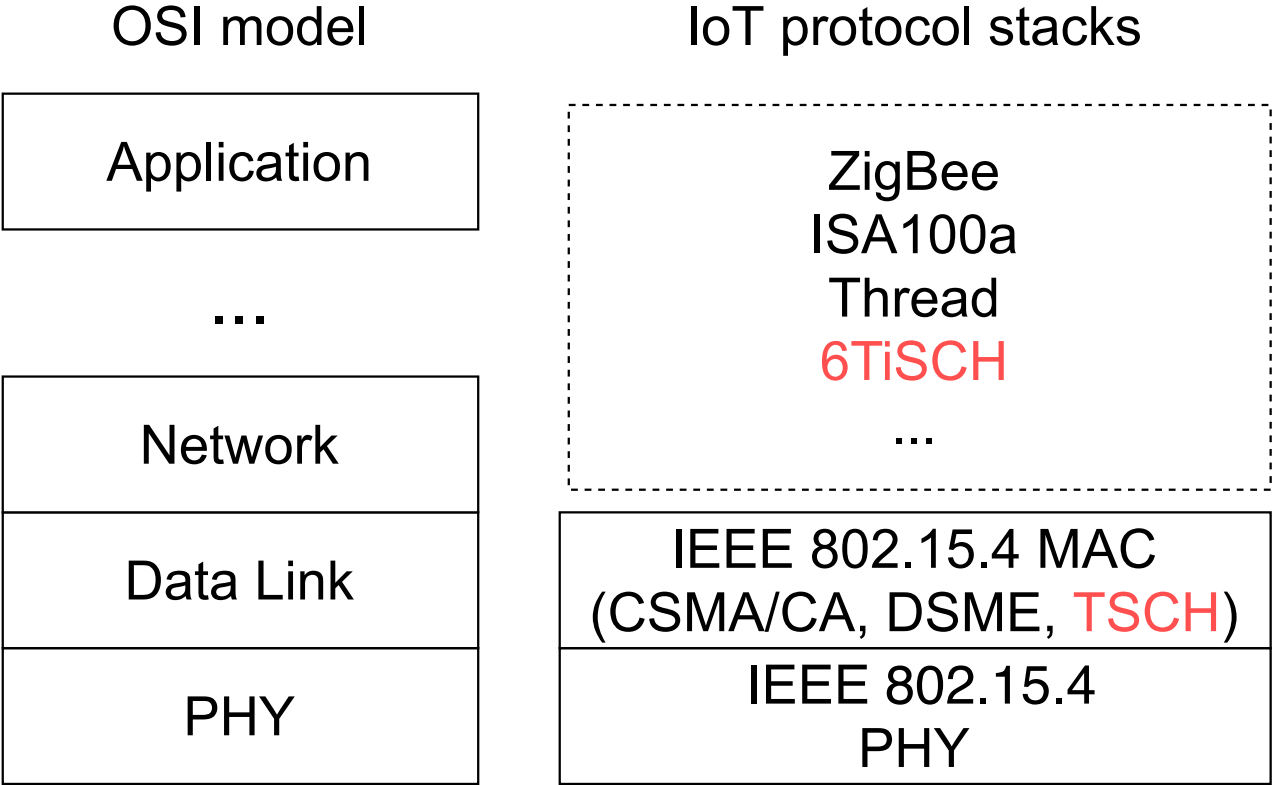 OSI model
IoT protocol stacks
Application
...
Network
Data Link
PHY
ZigBee
ISA100a
Thread
6TiSCH
...
IEEE 802.15.4 MAC
(CSMA/CA, DSME, TSCH)
IEEE 802.15.4
PHY